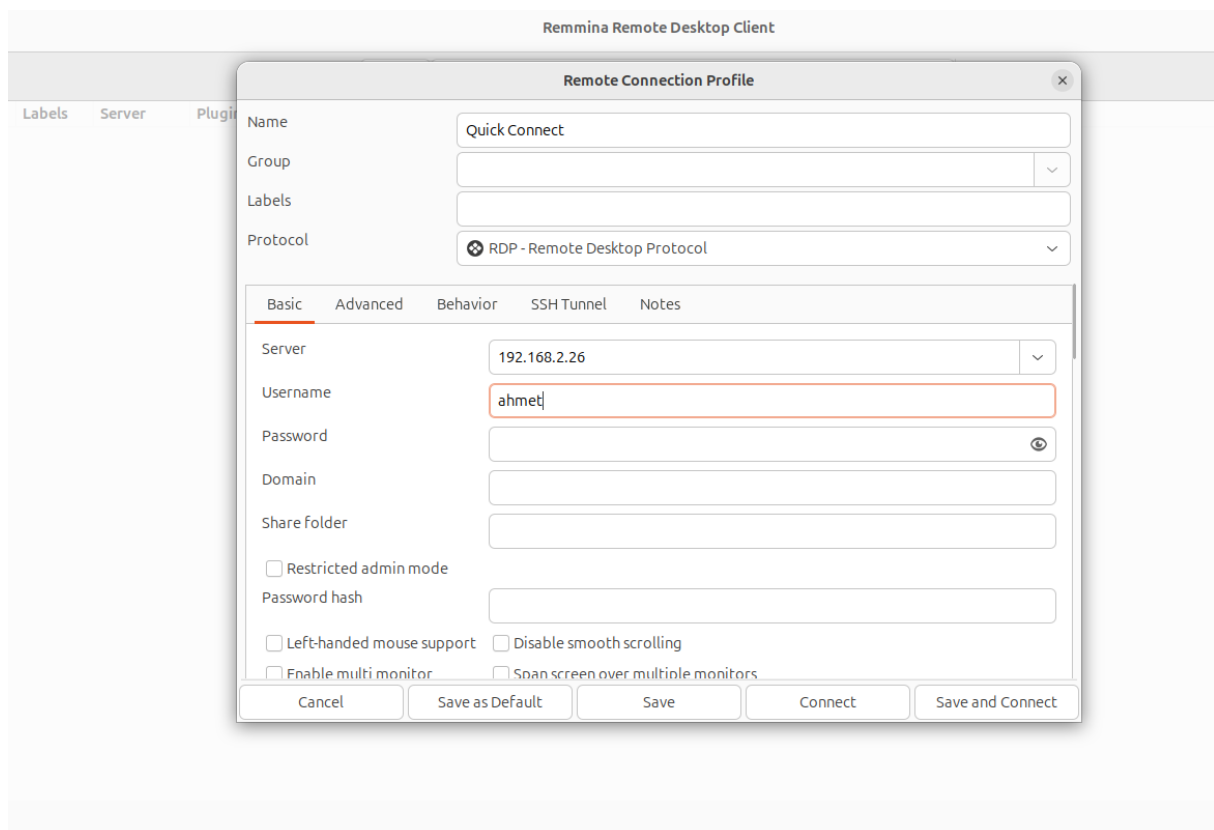 Remmina Remote Desktop Client
Remote Connection Profile
Labels Server Plugin
Name Quick Connect
Group
Labels
Protocol RDP - Remote Desktop Protocol
Basic Advanced Behavior SSH Tunnel Notes
Server 192.168.2.26
Username ahmet
Password
Domain
Share folder
Restricted admin mode
Password hash
Left-handed mouse support Disable smooth scrolling
Enable multi monitor Span screen over multiple monitors
Cancel Save as Default Save Connect Save and Connect